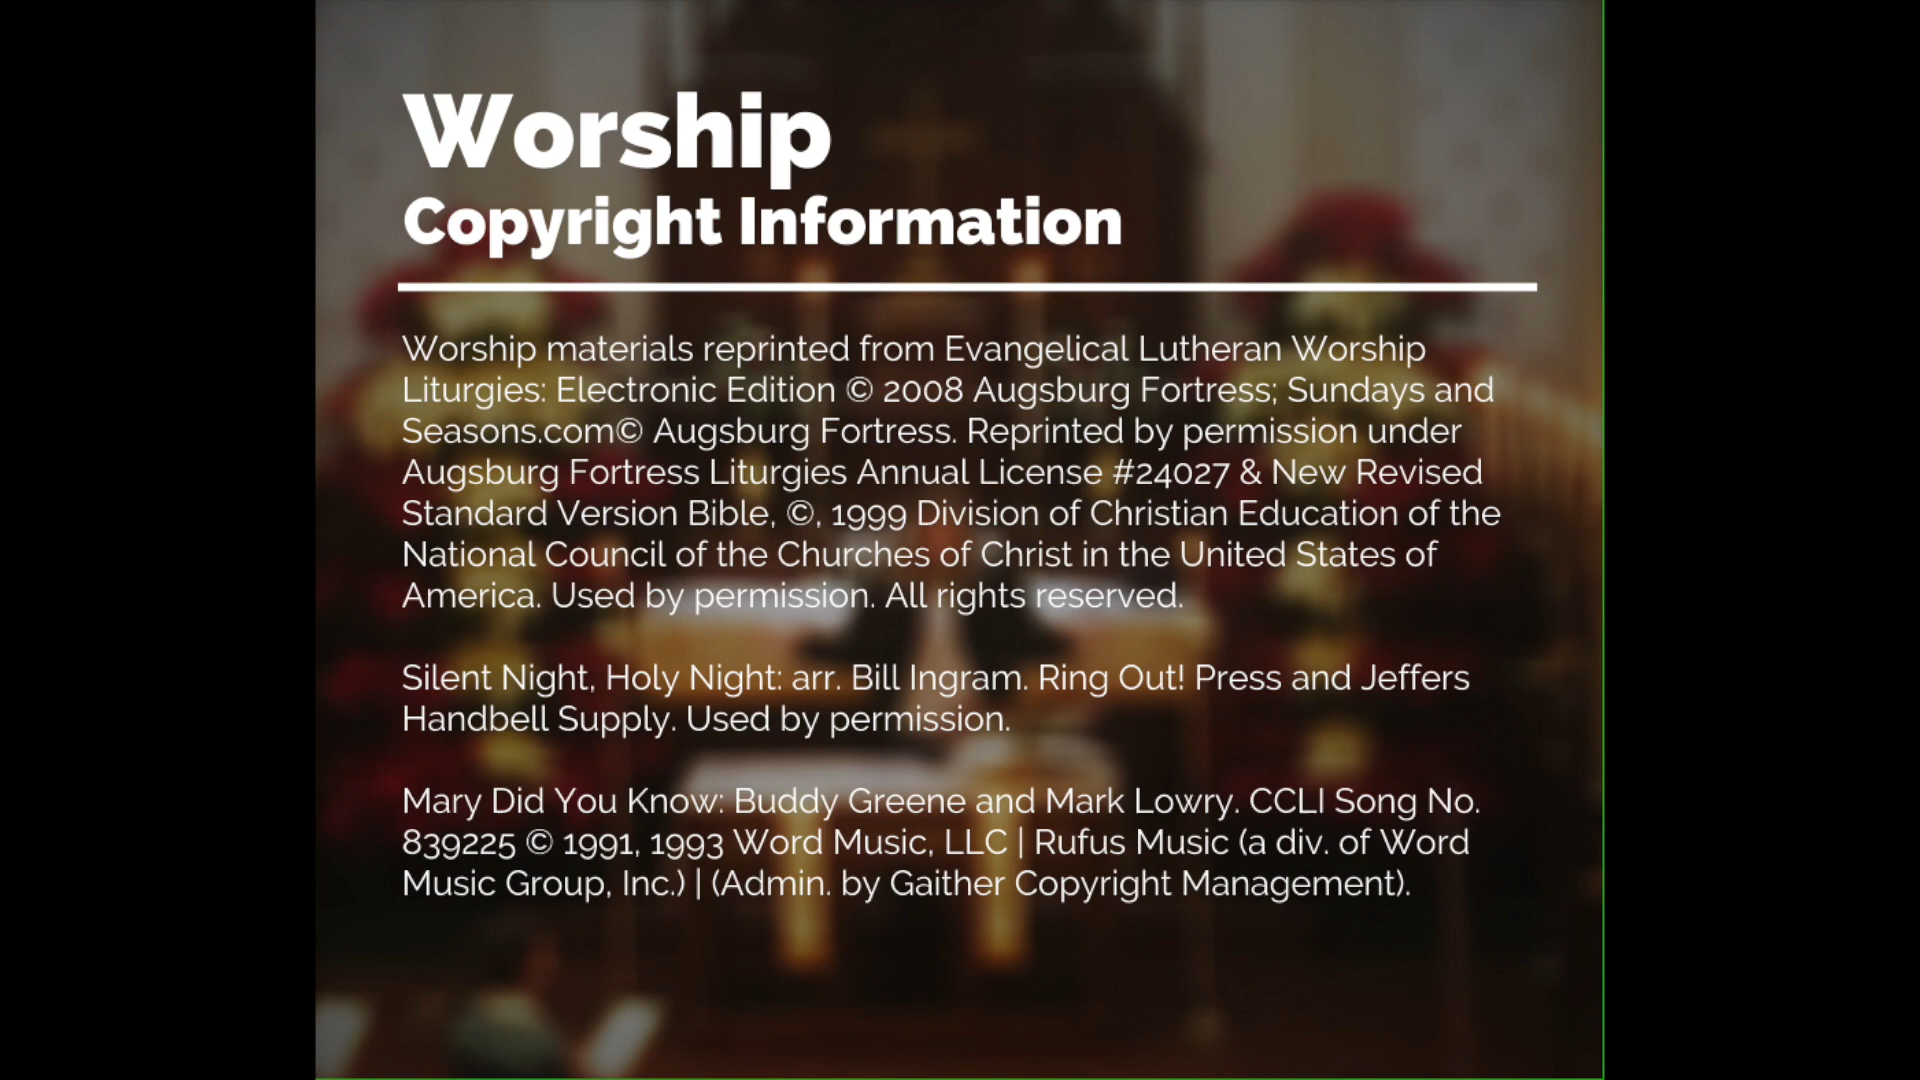 Worship
Copyright Information
Worship materials reprinted from Evangelical Lutheran Worship
Liturgies: Electronic Edition © 2008 Augsburg Fortress; Sundays and
Seasons.com© Augsburg Fortress. Reprinted by permission under
Augsburg Fortress Liturgies Annual License #24027 & New Revised
Standard Version Bible, ©, 1999 Division of Christian Education of the
National Council of the Churches of Christ in the United States of
America. Used by permission. All rights reserved.
Silent Night, Holy Night: arr. Bill Ingram. Ring Out! Press and Jeffers
Handbell Supply. Used by permission.
Mary Did You Know: Buddy Greene and Mark Lowry. CCLI Song No.
839225 © 1991, 1993 Word Music, LLC | Rufus Music (a div. of Word
Music Group, Inc.) | (Admin. by Gaither Copyright Management).